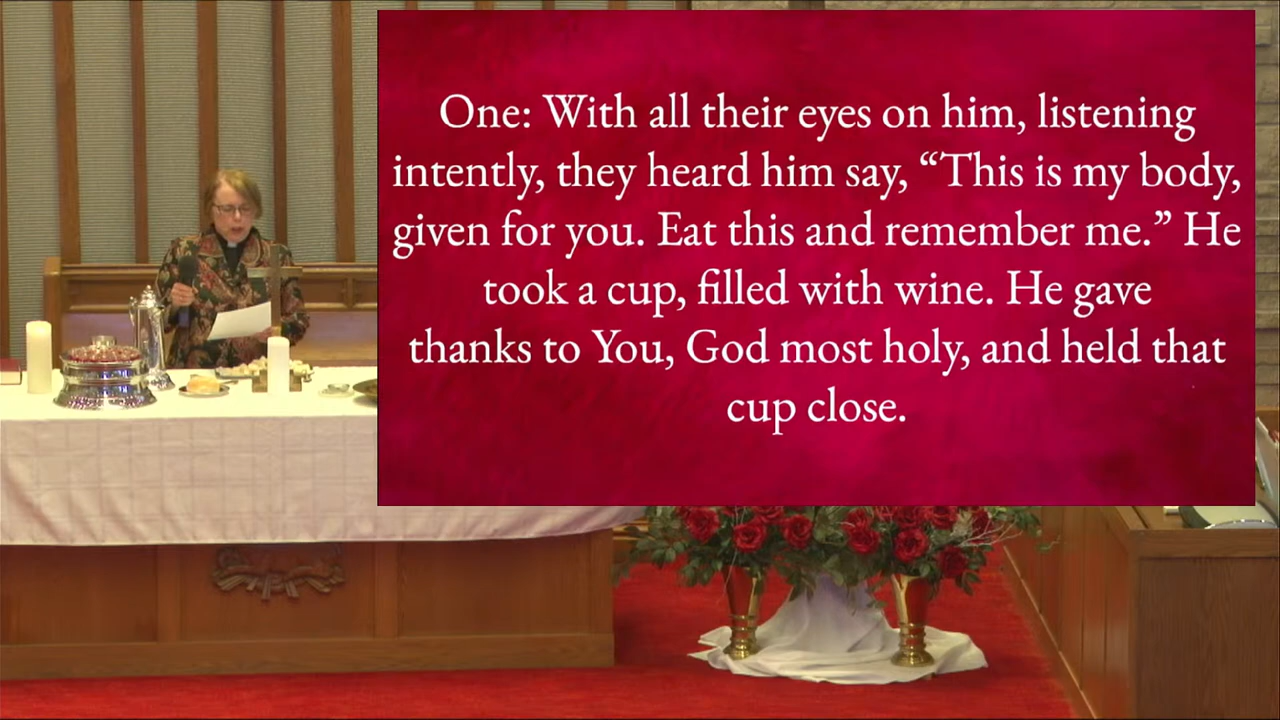 One: With all their eyes on him, listening
intently, they heard him say, “This is my body,
given for you. Eat this and remember me.” He
took a cup, filled with wine. He gave
thanks to You, God most holy, and held that
cup close.